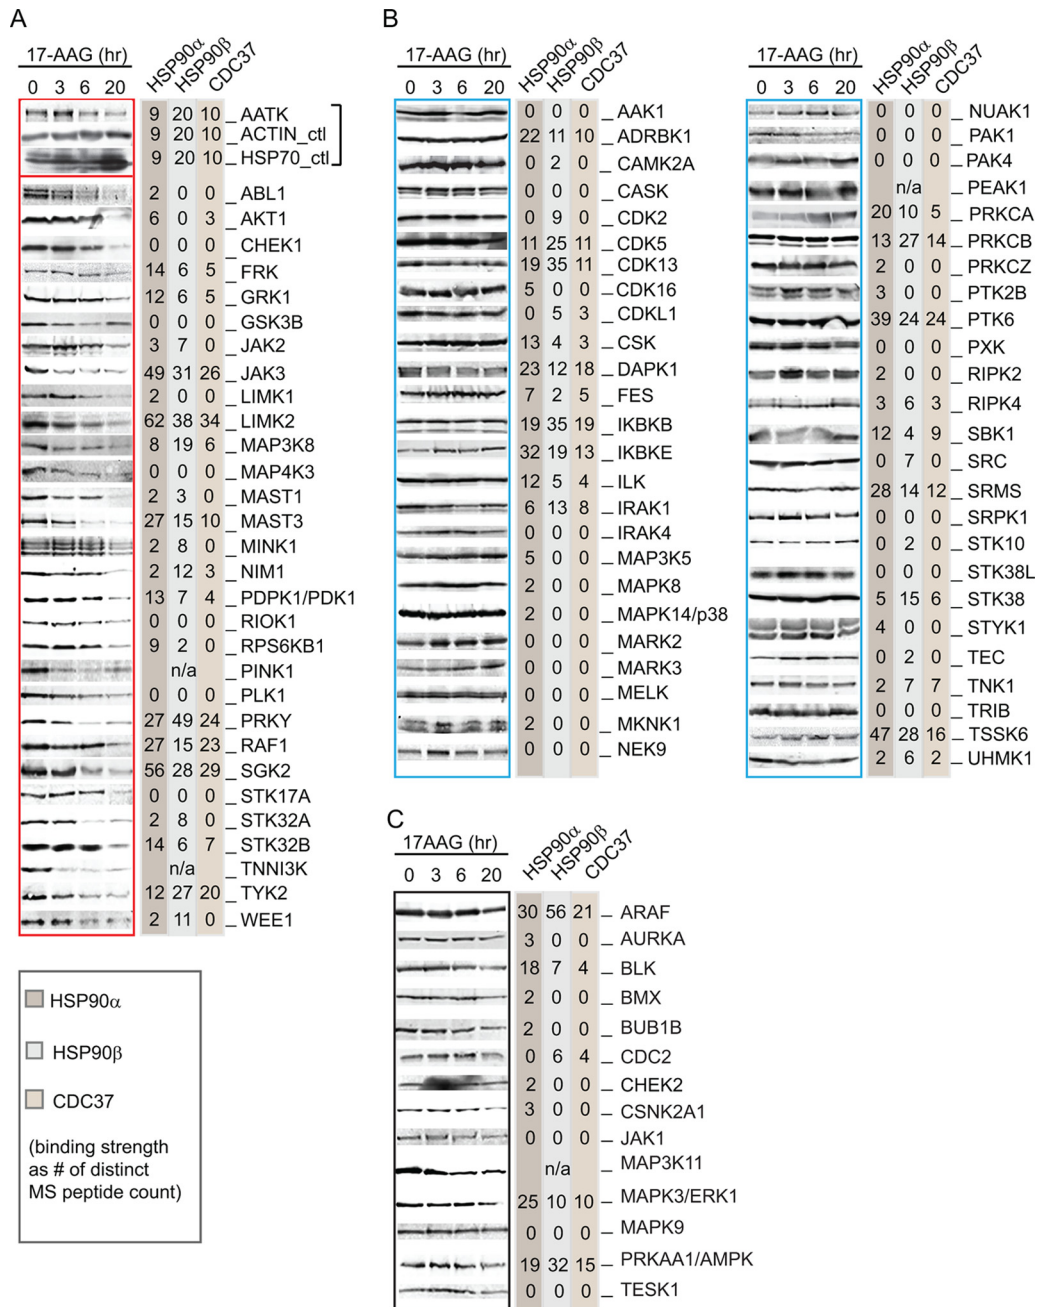 A
17-AAG (hr)
0 3 6 20
HSP90α
HSP90β
CDC37
9 20 10 _ AATK
9 20 10 _ ACTIN_ctl
9 20 10 _ HSP70_ctl
2 0 0 _ ABL1
6 0 3 _ AKT1
0 0 0 CHEK1
14 6 5 _ FRK
12 6 5 _ GRK1
0 0 0 _ GSK3B
3 7 0 _ JAK2
49 31 26 _ JAK3
2 0 0 _ LIMK1
62 38 34 _ LIMK2
8 19 6 _ MAP3K8
0 0 0 _ MAP4K3
2 3 0 _ MAST1
27 15 10 _ MAST3
2 8 0 _ MINK1
2 12 3 _ NIM1
13 7 4 _ PDPK1/PDK1
0 0 0 _ RIOK1
9 2 0 _ RPS6KB1
n/a _ PINK1
0 0 0 _ PLK1
27 49 24 _ PRKY
27 15 23 _ RAF1
56 28 29 _ SGK2
0 0 0 _ STK17A
2 8 0 _ STK32A
14 6 7 _ STK32B
n/a _ TNNI3K
12 27 20 _ TYK2
2 11 0 _ WEE1
HSP90α
HSP90β
CDC37
(binding strength
as # of distinct
MS peptide count)
B
17-AAG (hr)
0 3 6 20
HSP90α
HSP90β
CDC37
0 0 0 _ AAK1
22 11 10 _ ADRBK1
0 2 0 _ CAMK2A
0 0 0 _ CASK
0 9 0 _ CDK2
11 25 11 _ CDK5
19 35 11 _ CDK13
5 0 0 _ CDK16
0 5 3 _ CDKL1
13 4 3 _ CSK
23 12 18 _ DAPK1
7 2 5 _ FES
19 35 19 _ IKBKB
32 19 13 _ IKBKE
12 5 4 _ ILK
6 13 8 _ IRAK1
0 0 0 _ IRAK4
5 0 0 _ MAP3K5
2 0 0 _ MAPK8
2 0 0 _ MAPK14/p38
0 0 0 _ MARK2
0 0 0 _ MARK3
0 0 0 _ MELK
2 0 0 _ MKNK1
0 0 0 _ NEK9
17-AAG (hr)
0 3 6 20
HSP90α
HSP90β
CDC37
0 0 0 _ NUAK1
0 0 0 _ PAK1
0 0 0 _ PAK4
n/a _ PEAK1
20 10 5 _ PRKCA
13 27 14 _ PRKCB
2 0 0 _ PRKCZ
3 0 0 _ PTK2B
39 24 24 _ PTK6
0 0 0 _ PXK
2 0 0 _ RIPK2
3 6 3 _ RIPK4
12 4 9 _ SBK1
0 7 0 _ SRC
28 14 12 _ SRMS
0 0 0 _ SRPK1
0 2 0 _ STK10
0 0 0 _ STK38L
5 15 6 _ STK38
4 0 0 _ STYK1
0 2 0 _ TEC
2 7 7 _ TNK1
0 0 0 _ TRIB
47 28 16 _ TSSK6
2 6 2 _ UHMK1
C
17AAG (hr)
0 3 6 20
HSP90α
HSP90β
CDC37
30 56 21 _ ARAF
3 0 0 _ AURKA
18 7 4 _ BLK
2 0 0 _ BMX
2 0 0 _ BUB1B
0 6 4 _ CDC2
2 0 0 _ CHEK2
3 0 0 _ CSNK2A1
0 0 0 _ JAK1
n/a _ MAP3K11
25 10 10 _ MAPK3/ERK1
0 0 0 _ MAPK9
19 32 15 _ PRKAA1/AMPK
0 0 0 _ TESK1